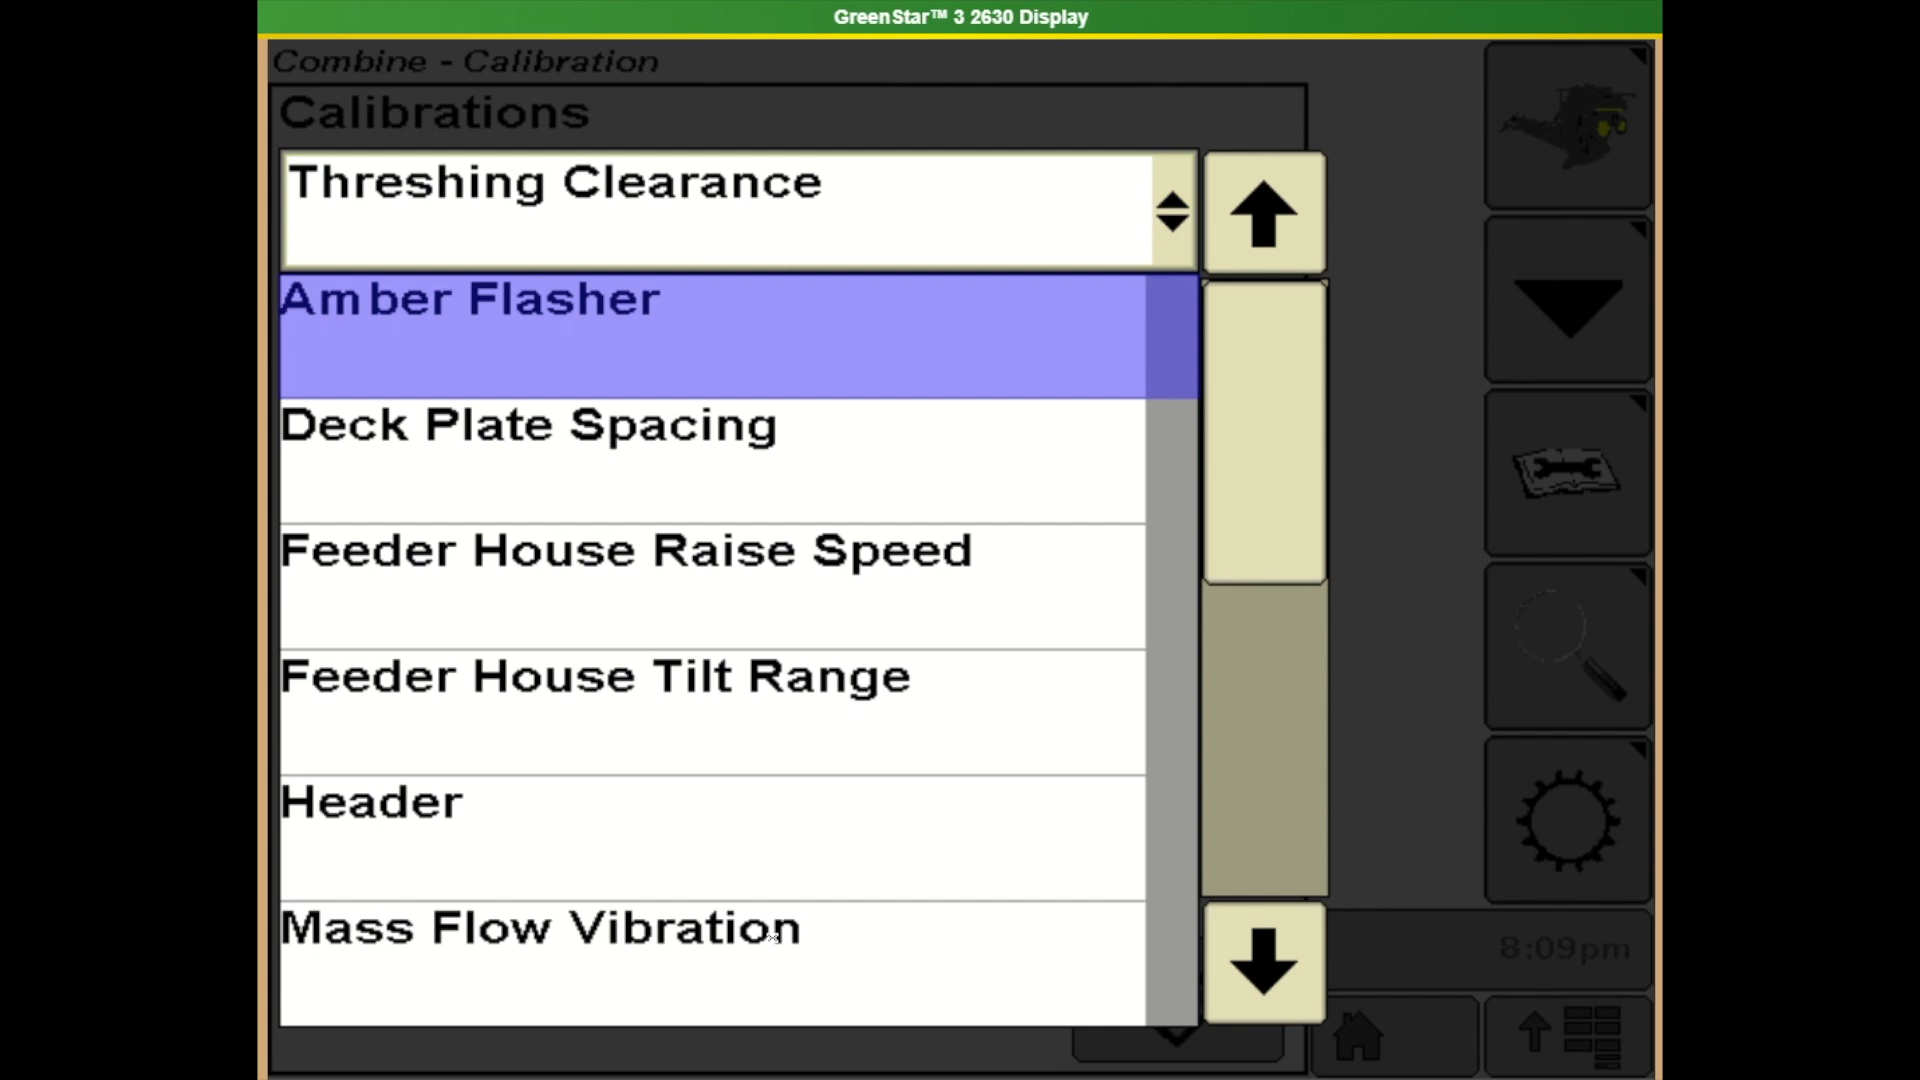 GreenStar™ 3 2630 Display
Combine - Calibration
Calibrations
Threshing Clearance
Amber Flasher
Deck Plate Spacing
Feeder House Raise Speed
Feeder House Tilt Range
Header
Mass Flow Vibration
8:09pm